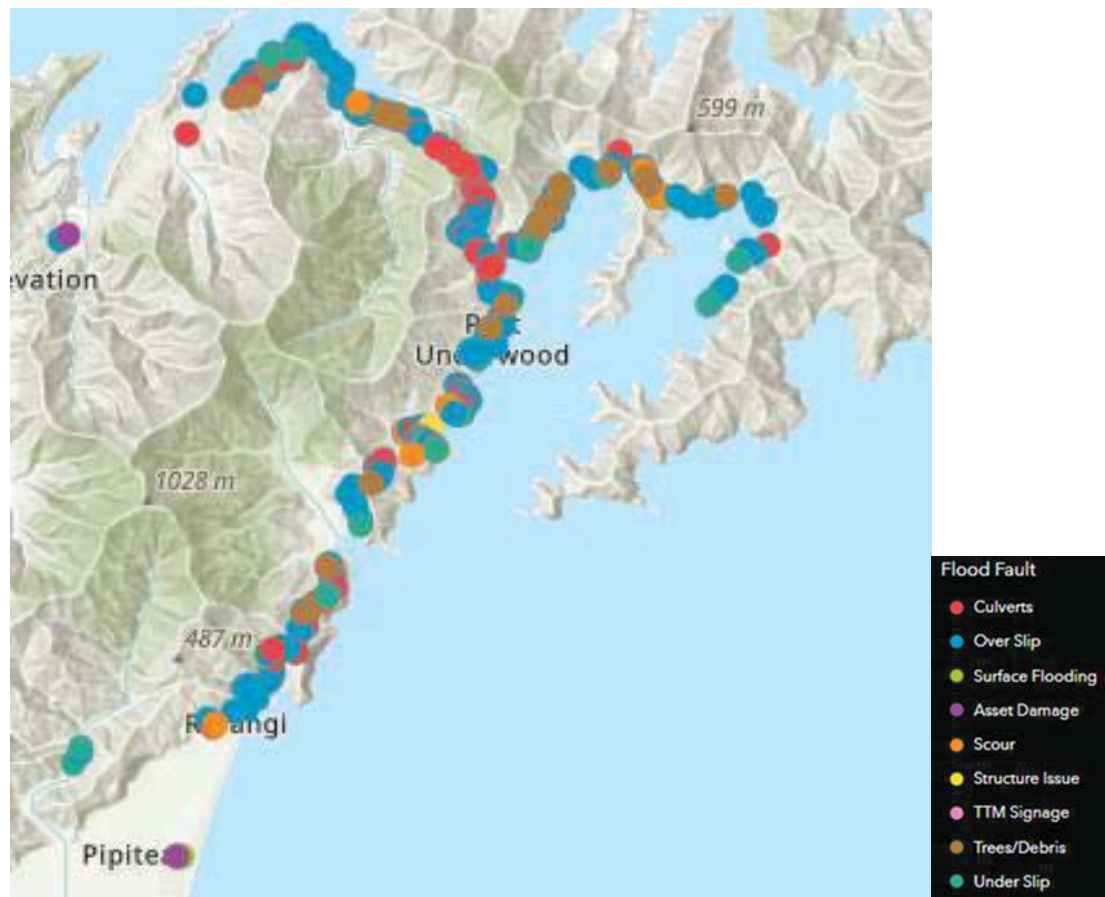 599 m
evation
Port
Underwood
1028 m
487 m
Rarangi
Pipitea
Flood Fault
Culverts
Over Slip
Surface Flooding
Asset Damage
Scour
Structure Issue
TTM Signage
Trees/Debris
Under Slip